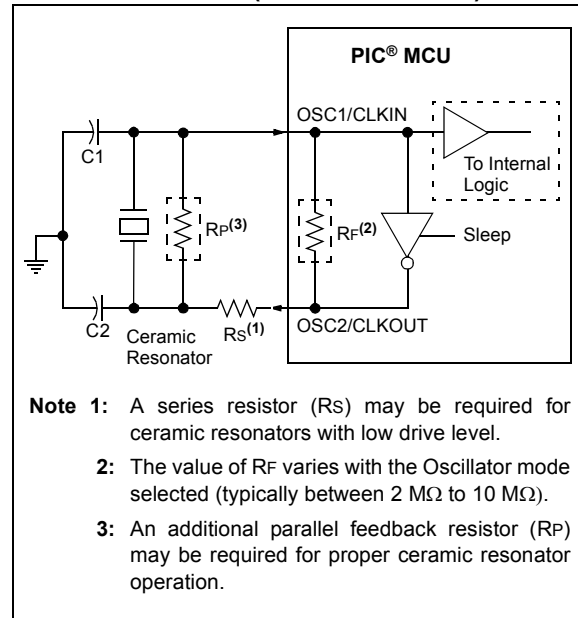 PIC® MCU
OSC1/CLKIN
C1
To Internal
Logic
RP(3)
RF(2)
Sleep
C2
Ceramic
Resonator
RS(1)
OSC2/CLKOUT
Note 1: A series resistor (RS) may be required for
ceramic resonators with low drive level.
2: The value of RF varies with the Oscillator mode
selected (typically between 2 MΩ to 10 MΩ).
3: An additional parallel feedback resistor (RP)
may be required for proper ceramic resonator
operation.